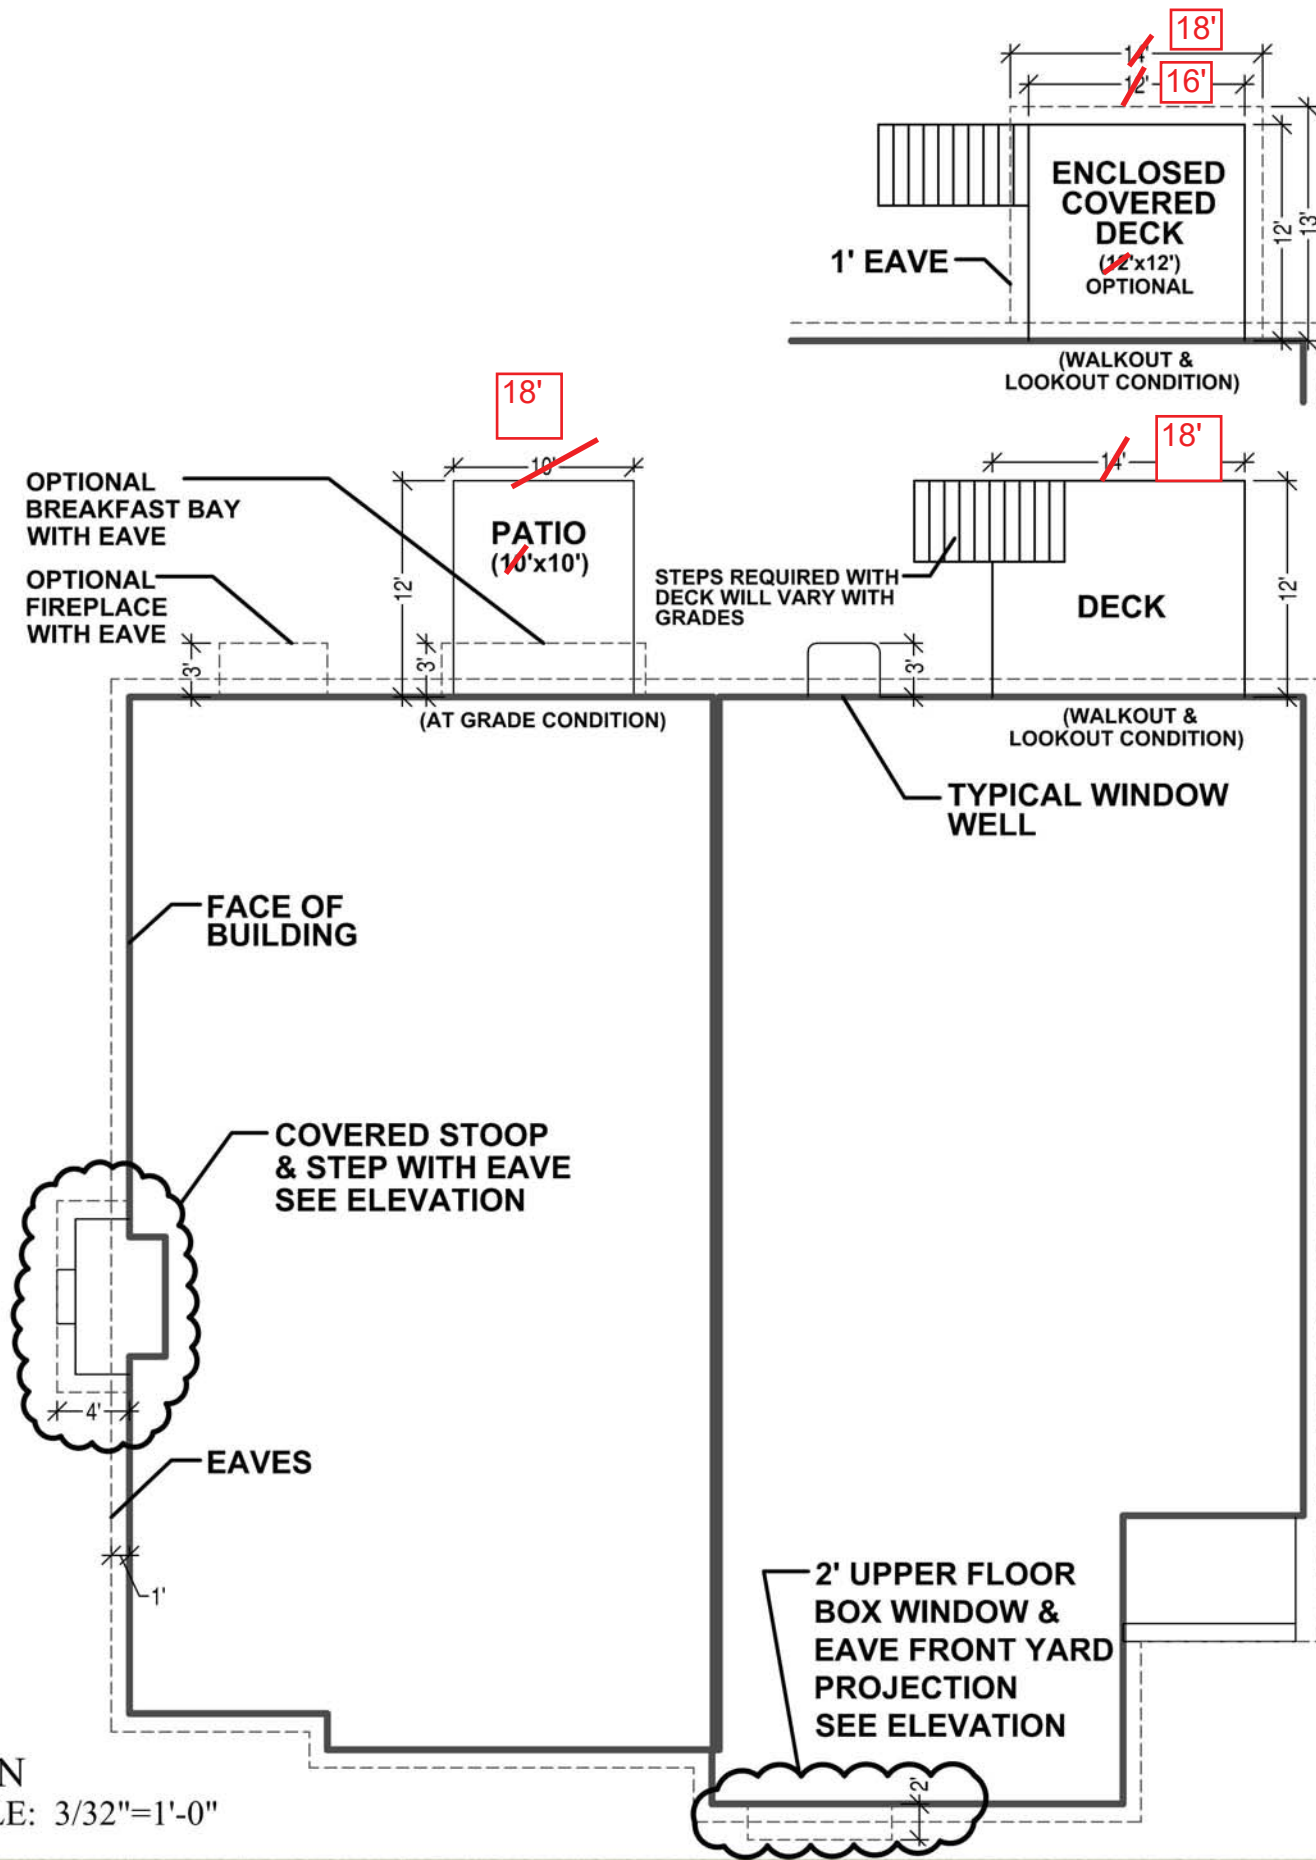 18'
14'
12'
16'
ENCLOSED
COVERED
DECK
(12'x12')
OPTIONAL
12'
13'
1' EAVE
(WALKOUT &
LOOKOUT CONDITION)
18'
10'
OPTIONAL
BREAKFAST BAY
WITH EAVE
OPTIONAL
FIREPLACE
WITH EAVE
PATIO
(10'x10')
12'
3'
3'
(AT GRADE CONDITION)
18'
14'
STEPS REQUIRED WITH
DECK WILL VARY WITH
GRADES
DECK
12'
3'
(WALKOUT &
LOOKOUT CONDITION)
TYPICAL WINDOW
WELL
FACE OF
BUILDING
COVERED STOOP
& STEP WITH EAVE
SEE ELEVATION
4'
EAVES
1'
2' UPPER FLOOR
BOX WINDOW &
EAVE FRONT YARD
PROJECTION
SEE ELEVATION
2'
N
LE: 3/32"=1'-0"